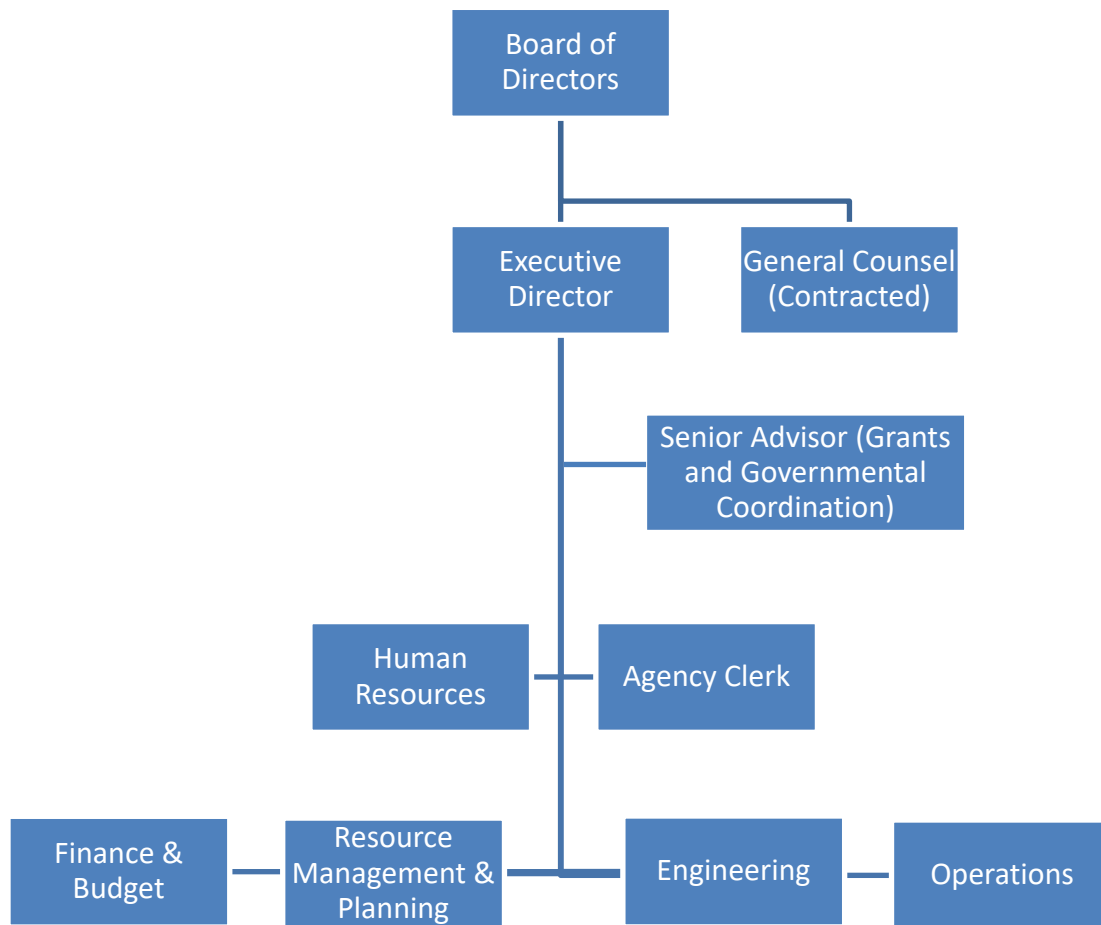 Board of
Directors
Executive
Director
General Counsel
(Contracted)
Senior Advisor (Grants
and Governmental
Coordination)
Human
Resources
Agency Clerk
Finance &
Budget
Resource
Management &
Planning
Engineering
Operations